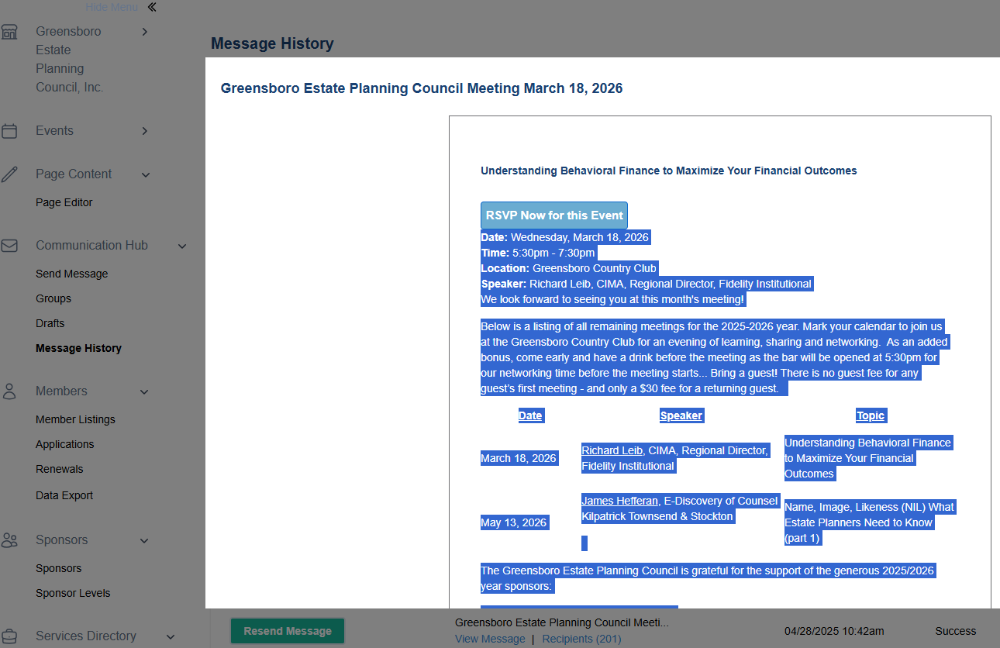 Hide Menu
Greensboro
Estate
Planning
Council, Inc.
Events
Page Content
Page Editor
Communication Hub
Send Message
Groups
Drafts
Message History
Members
Member Listings
Applications
Renewals
Data Export
Sponsors
Sponsors
Sponsor Levels
Services Directory
Message History
Greensboro Estate Planning Council Meeting March 18, 2026
Understanding Behavioral Finance to Maximize Your Financial Outcomes
RSVP Now for this Event
Date: Wednesday, March 18, 2026
Time: 5:30pm - 7:30pm
Location: Greensboro Country Club
Speaker: Richard Leib, CIMA, Regional Director, Fidelity Institutional
We look forward to seeing you at this month's meeting!
Below is a listing of all remaining meetings for the 2025-2026 year. Mark your calendar to join us
at the Greensboro Country Club for an evening of learning, sharing and networking. As an added
bonus, come early and have a drink before the meeting as the bar will be opened at 5:30pm for
our networking time before the meeting starts... Bring a guest! There is no guest fee for any
guest's first meeting - and only a $30 fee for a returning guest.
Date Speaker Topic
March 18, 2026
Richard Leib, CIMA, Regional Director,
Fidelity Institutional
Understanding Behavioral Finance
to Maximize Your Financial
Outcomes
May 13, 2026
James Hefferan, E-Discovery of Counsel
Kilpatrick Townsend & Stockton
Name, Image, Likeness (NIL) What
Estate Planners Need to Know
(part 1)
The Greensboro Estate Planning Council is grateful for the support of the generous 2025/2026
year sponsors:
Resend Message
Greensboro Estate Planning Council Meeti...
View Message | Recipients (201)
04/28/2025 10:42am
Success